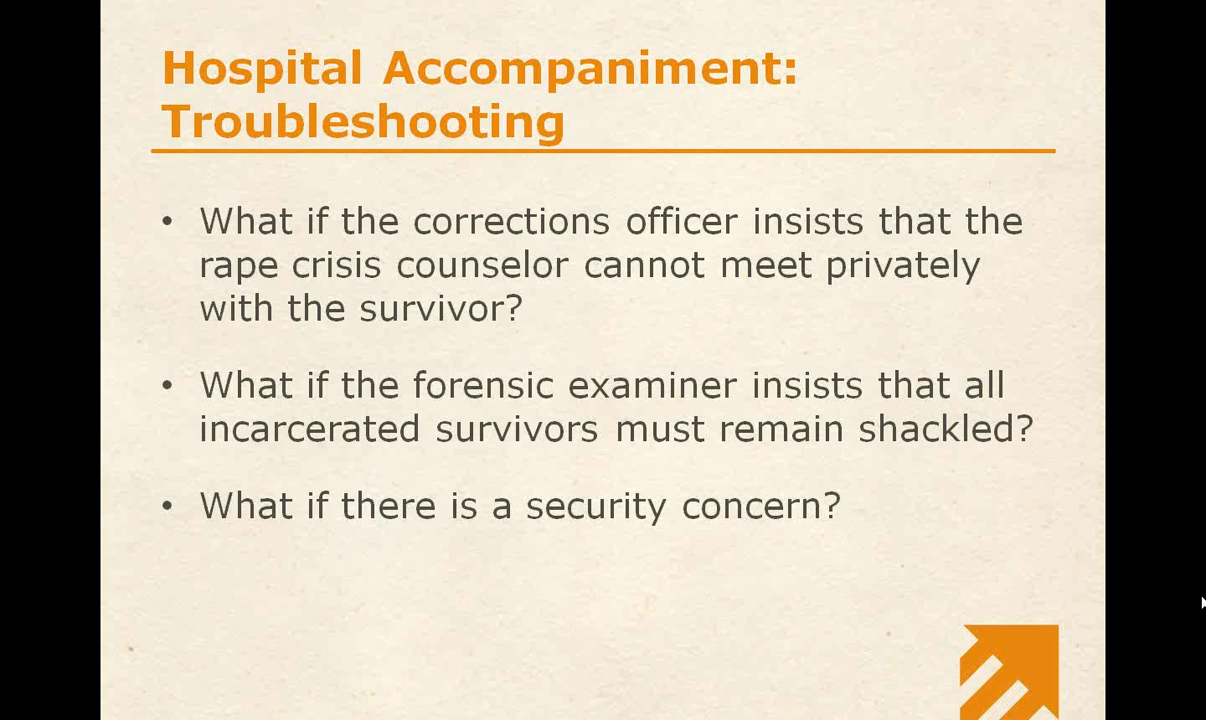 Hospital Accompaniment:
Troubleshooting
• What if the corrections officer insists that the
rape crisis counselor cannot meet privately
with the survivor?
• What if the forensic examiner insists that all
incarcerated survivors must remain shackled?
• What if there is a security concern?